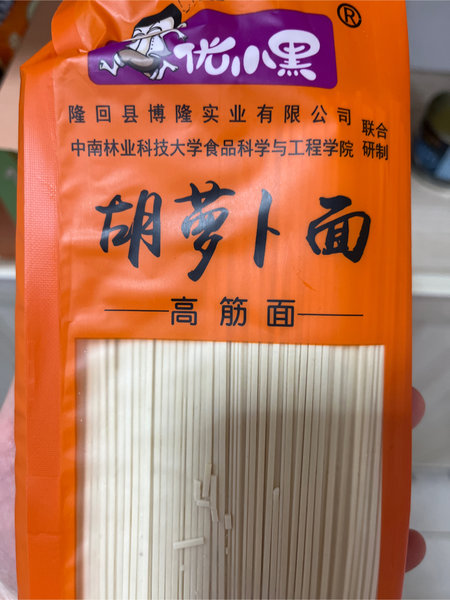 优小黑®
隆回县博隆实业有限公司
中南林业科技大学食品科学与工程学院
联合
研制
胡萝卜面
高筋面